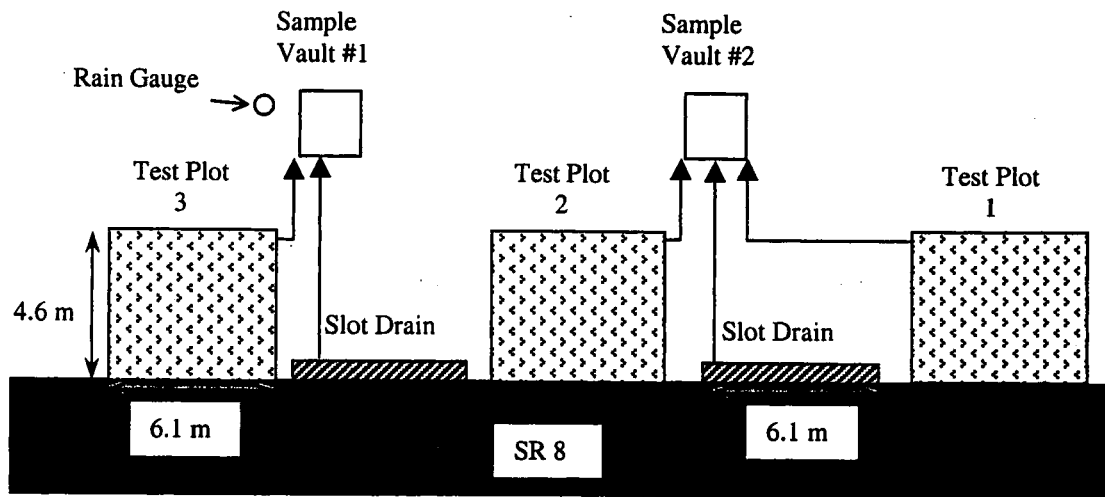 Sample
Vault #1
Sample
Vault #2
Rain Gauge
Test Plot
3
Test Plot
2
Test Plot
1
4.6 m
Slot Drain
Slot Drain
6.1 m
SR 8
6.1 m